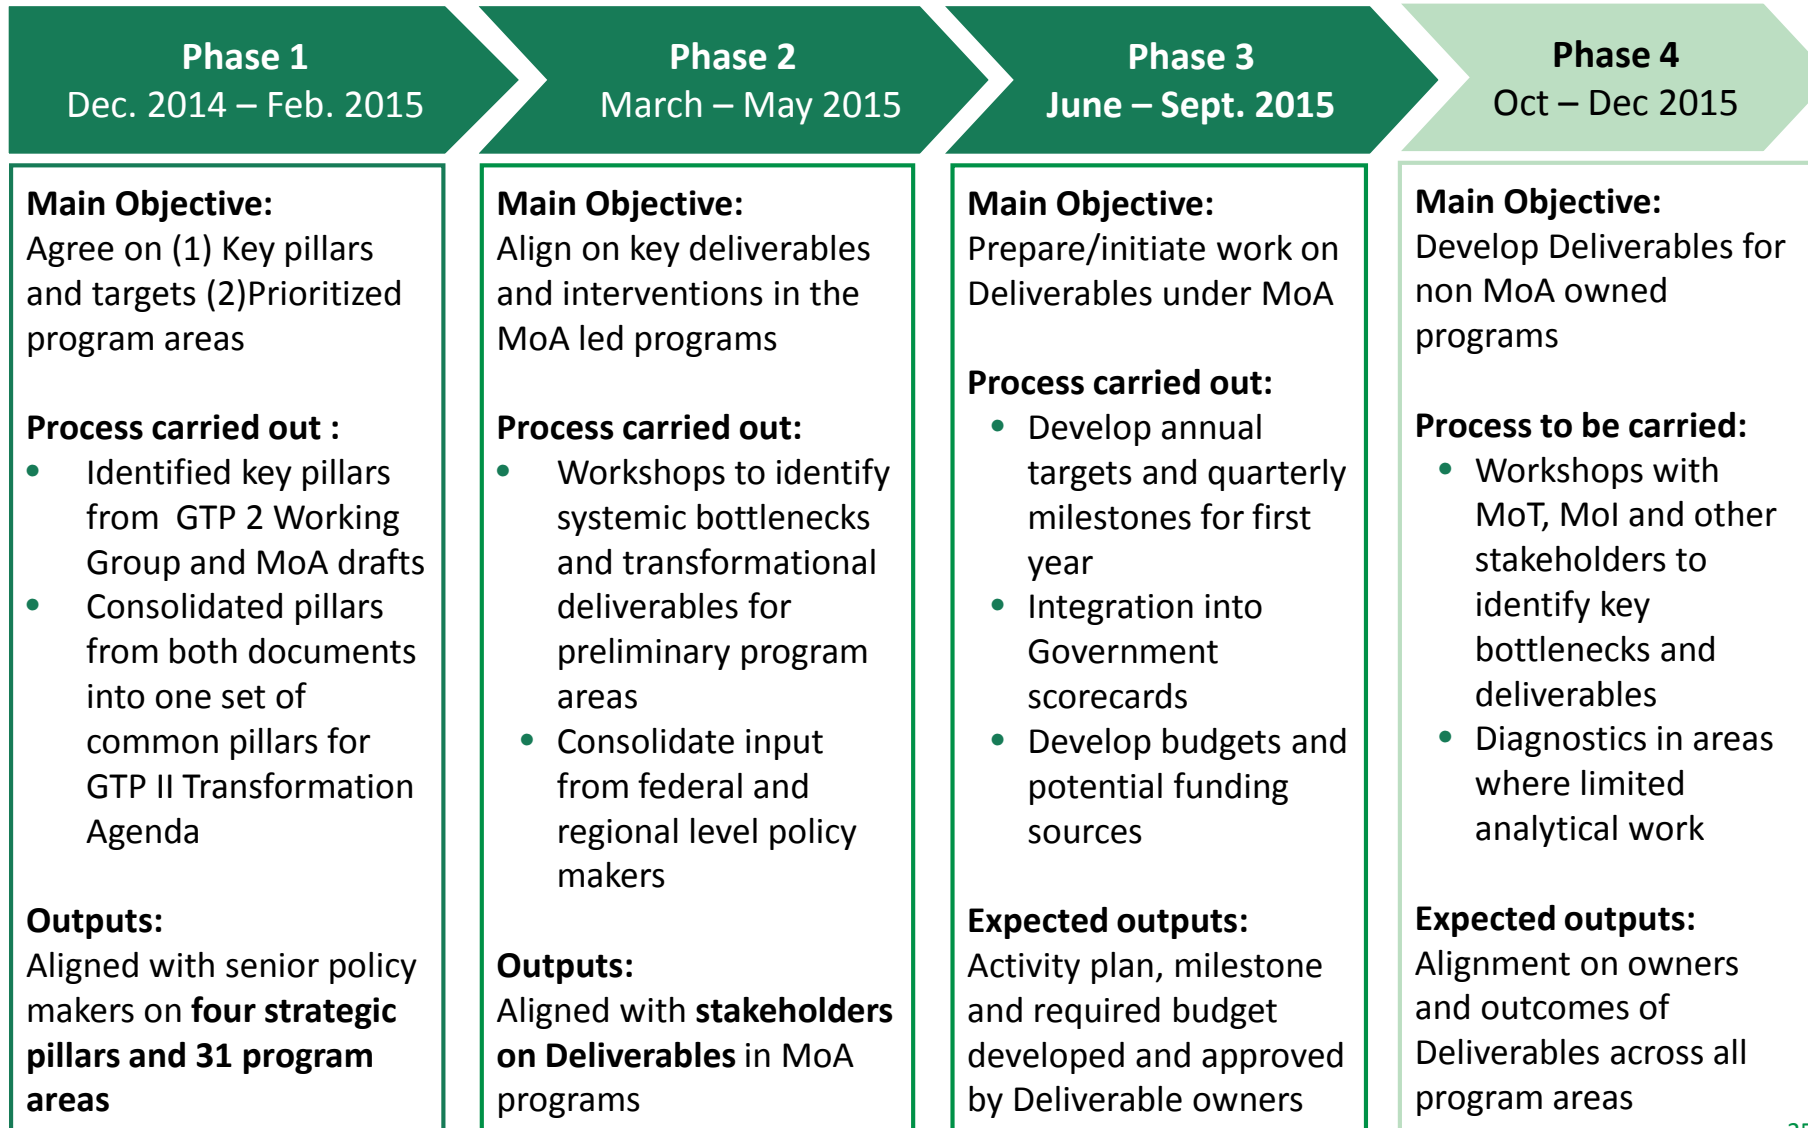 Phase 1
Dec. 2014 – Feb. 2015
Main Objective:
Agree on (1) Key pillars
and targets (2)Prioritized
program areas
Process carried out :
• Identified key pillars
from GTP 2 Working
Group and MoA drafts
• Consolidated pillars
from both documents
into one set of
common pillars for
GTP II Transformation
Agenda
Outputs:
Aligned with senior policy
makers on four strategic
pillars and 31 program
areas
Phase 2
March – May 2015
Main Objective:
Align on key deliverables
and interventions in the
MoA led programs
Process carried out:
• Workshops to identify
systemic bottlenecks
and transformational
deliverables for
preliminary program
areas
• Consolidate input
from federal and
regional level policy
makers
Outputs:
Aligned with stakeholders
on Deliverables in MoA
programs
Phase 3
June – Sept. 2015
Main Objective:
Prepare/initiate work on
Deliverables under MoA
Process carried out:
• Develop annual
targets and quarterly
milestones for first
year
• Integration into
Government
scorecards
• Develop budgets and
potential funding
sources
Expected outputs:
Activity plan, milestone
and required budget
developed and approved
by Deliverable owners
Phase 4
Oct – Dec 2015
Main Objective:
Develop Deliverables for
non MoA owned
programs
Process to be carried:
• Workshops with
MoT, MoI and other
stakeholders to
identify key
bottlenecks and
deliverables
• Diagnostics in areas
where limited
analytical work
Expected outputs:
Alignment on owners
and outcomes of
Deliverables across all
program areas